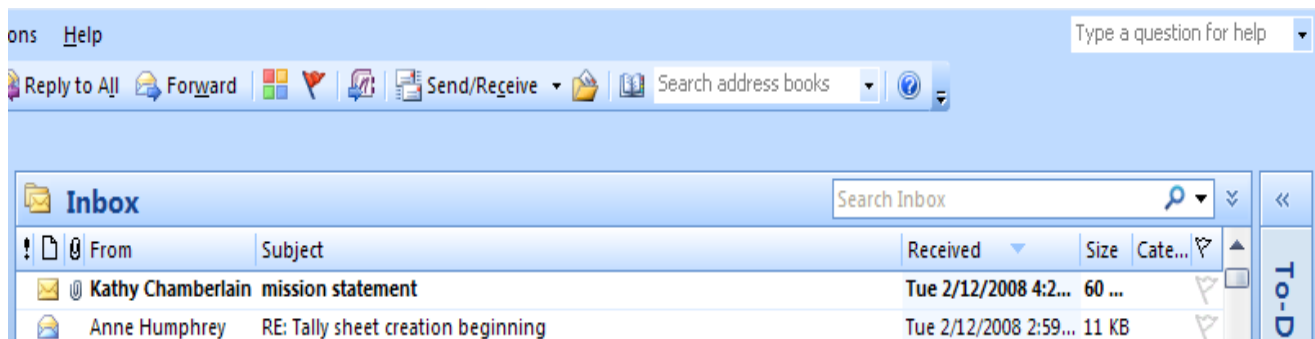 ons Help Type a question for help
Reply to All Forward Send/Receive Search address books
Inbox Search Inbox
From Subject Received Size Cate...
Kathy Chamberlain mission statement Tue 2/12/2008 4:2... 60 ...
Anne Humphrey RE: Tally sheet creation beginning Tue 2/12/2008 2:59... 11 KB
To-D